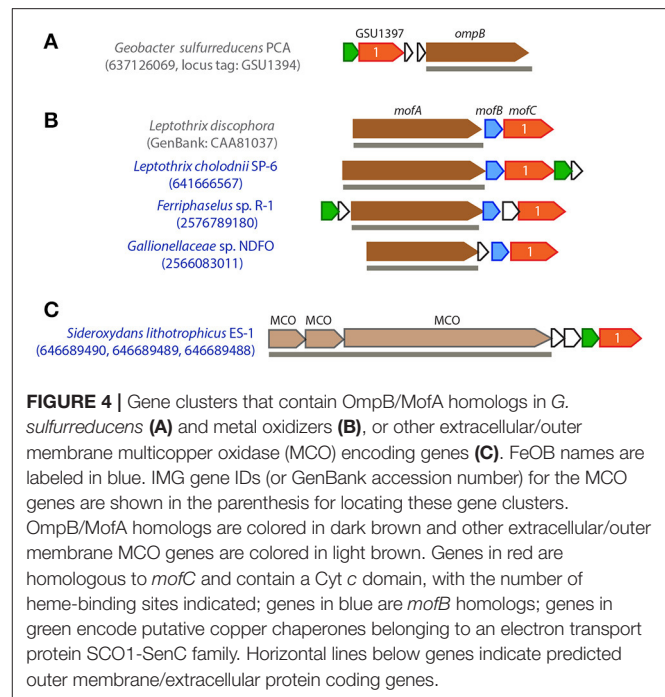 A
Geobacter sulfurreducens PCA
(637126069, locus tag: GSU1394)
GSU1397
ompB
1
B
mofA
mofB
mofC
Leptothrix discophora
(GenBank: CAA81037)
1
Leptothrix cholodnii SP-6
(641666567)
1
Ferriphaselus sp. R-1
(2576789180)
1
Gallionellaceae sp. NDFO
(2566083011)
1
C
MCO
MCO
MCO
Sideroxydans lithotrophicus ES-1
(646689490, 646689489, 646689488)
1
FIGURE 4 | Gene clusters that contain OmpB/MofA homologs in G.
sulfurreducens (A) and metal oxidizers (B), or other extracellular/outer
membrane multicopper oxidase (MCO) encoding genes (C). FeOB names are
labeled in blue. IMG gene IDs (or GenBank accession number) for the MCO
genes are shown in the parenthesis for locating these gene clusters.
OmpB/MofA homologs are colored in dark brown and other extracellular/outer
membrane MCO genes are colored in light brown. Genes in red are
homologous to mofC and contain a Cyt c domain, with the number of
heme-binding sites indicated; genes in blue are mofB homologs; genes in
green encode putative copper chaperones belonging to an electron transport
protein SCO1-SenC family. Horizontal lines below genes indicate predicted
outer membrane/extracellular protein coding genes.